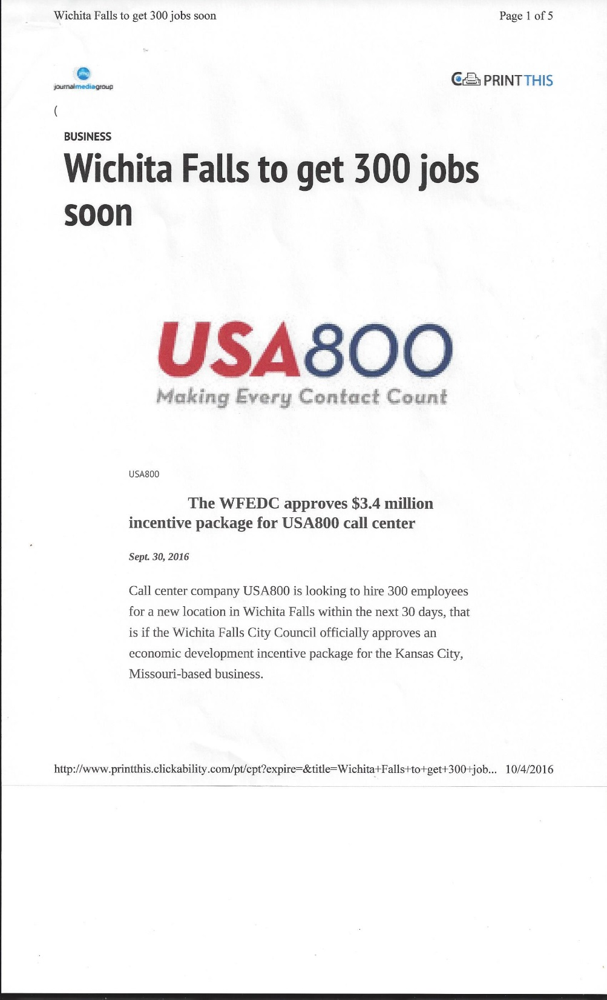 Wichita Falls to get 300 jobs soon Page 1 of 5
jmg
journalmediagroup
PRINTTHIS
(
BUSINESS
Wichita Falls to get 300 jobs
soon
USA800
Making Every Contact Count
USA800
The WFEDC approves $3.4 million
incentive package for USA800 call center
Sept. 30, 2016
Call center company USA800 is looking to hire 300 employees
for a new location in Wichita Falls within the next 30 days, that
is if the Wichita Falls City Council officially approves an
economic development incentive package for the Kansas City,
Missouri-based business.
http://www.printthis.clickability.com/pt/cpt?expire=&title=Wichita+Falls+to+get+300+job... 10/4/2016